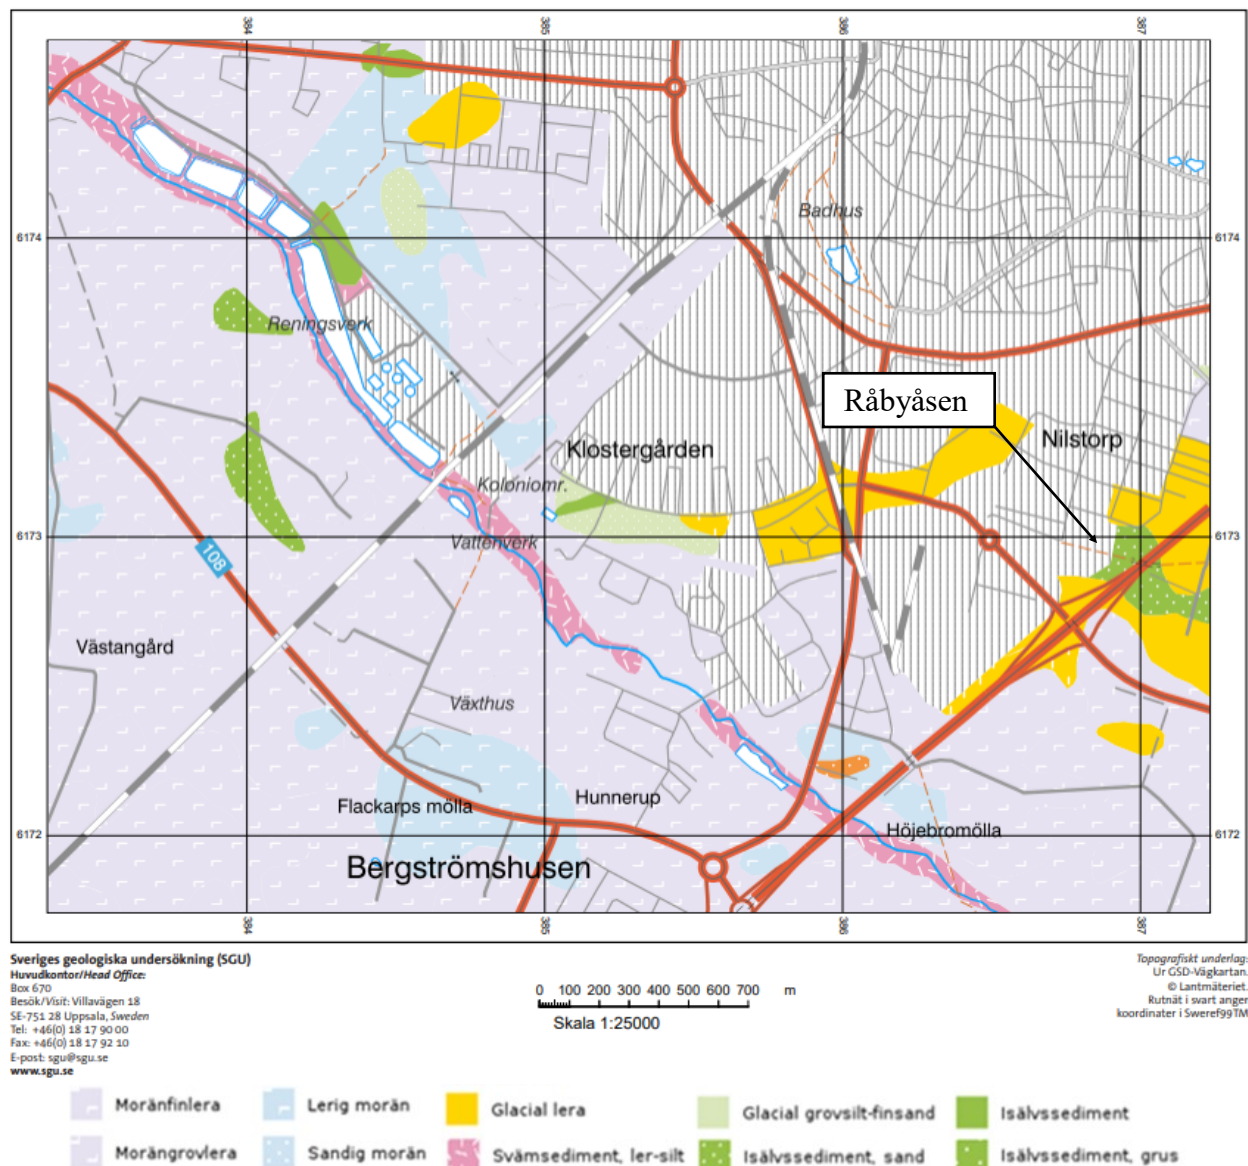 384
385
386
387
6174
Badhus
6174
Reningsverk
Råbyåsen
Nilstorp
Klostergården
Koloniomr.
6173
Vattenverk
6173
108
Västangård
Växthus
Flackarps mölla
Hunnerup
6172
Höjebromölla
6172
Bergströmshusen
384
385
386
387
Sveriges geologiska undersökning (SGU)
Huvudkontor/Head Office:
Box 670
Besök/Visit: Villavägen 18
SE-751 28 Uppsala, Sweden
Tel: +46(0) 18 17 90 00
Fax: +46(0) 18 17 92 10
E-post: sgu@sgu.se
www.sgu.se
0 100 200 300 400 500 600 700 m
Skala 1:25000
Topografiskt underlag:
Ur GSD-Vägkartan.
© Lantmäteriet.
Rutnät i svart anger
koordinater i Sweref99TM
Moränfinlera
Lerig morän
Glacial lera
Glacial grovsilt-finsand
Isälvssediment
Morängrovlera
Sandig morän
Svämsediment, ler-silt
Isälvssediment, sand
Isälvssediment, grus